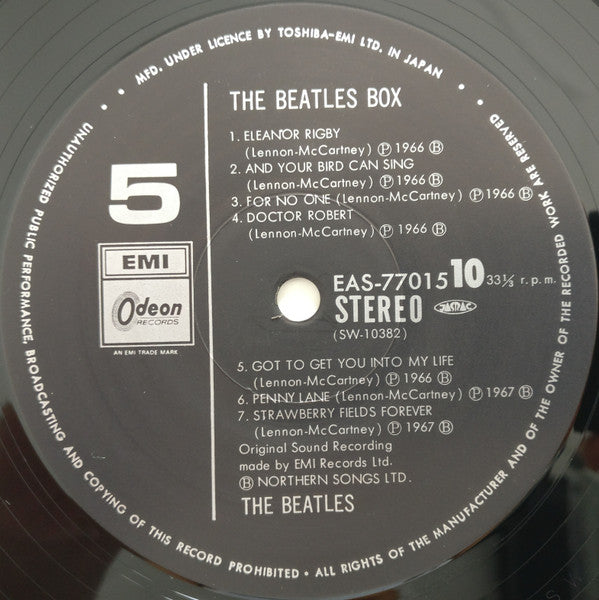 • MFD. UNDER LICENCE BY TOSHIBA-EMI LTD. IN JAPAN •
UNAUTHORIZED PUBLIC PERFORMANCE, BROADCASTING AND COPYING OF THIS RECORD PROHIBITED • ALL RIGHTS OF THE MANUFACTURER AND OF THE OWNER OF THE RECORDED WORK ARE RESERVED
THE BEATLES BOX
1. ELEANOR RIGBY
(Lennon-McCartney) Ⓟ 1966 Ⓑ
2. AND YOUR BIRD CAN SING
(Lennon-McCartney) Ⓟ 1966 Ⓑ
3. FOR NO ONE (Lennon-McCartney) Ⓟ 1966 Ⓑ
4. DOCTOR ROBERT
(Lennon-McCartney) Ⓟ 1966 Ⓑ
5
EMI
Odeon
RECORDS
AN EMI TRADE MARK
EAS-77015 10 33⅓ r.p.m.
STEREO JASRAC
(SW-10382)
5. GOT TO GET YOU INTO MY LIFE
(Lennon-McCartney) Ⓟ 1966 Ⓑ
6. PENNY LANE (Lennon-McCartney) Ⓟ 1967 Ⓑ
7. STRAWBERRY FIELDS FOREVER
(Lennon-McCartney) Ⓟ 1967 Ⓑ
Original Sound Recording
made by EMI Records Ltd.
Ⓑ NORTHERN SONGS LTD.
THE BEATLES